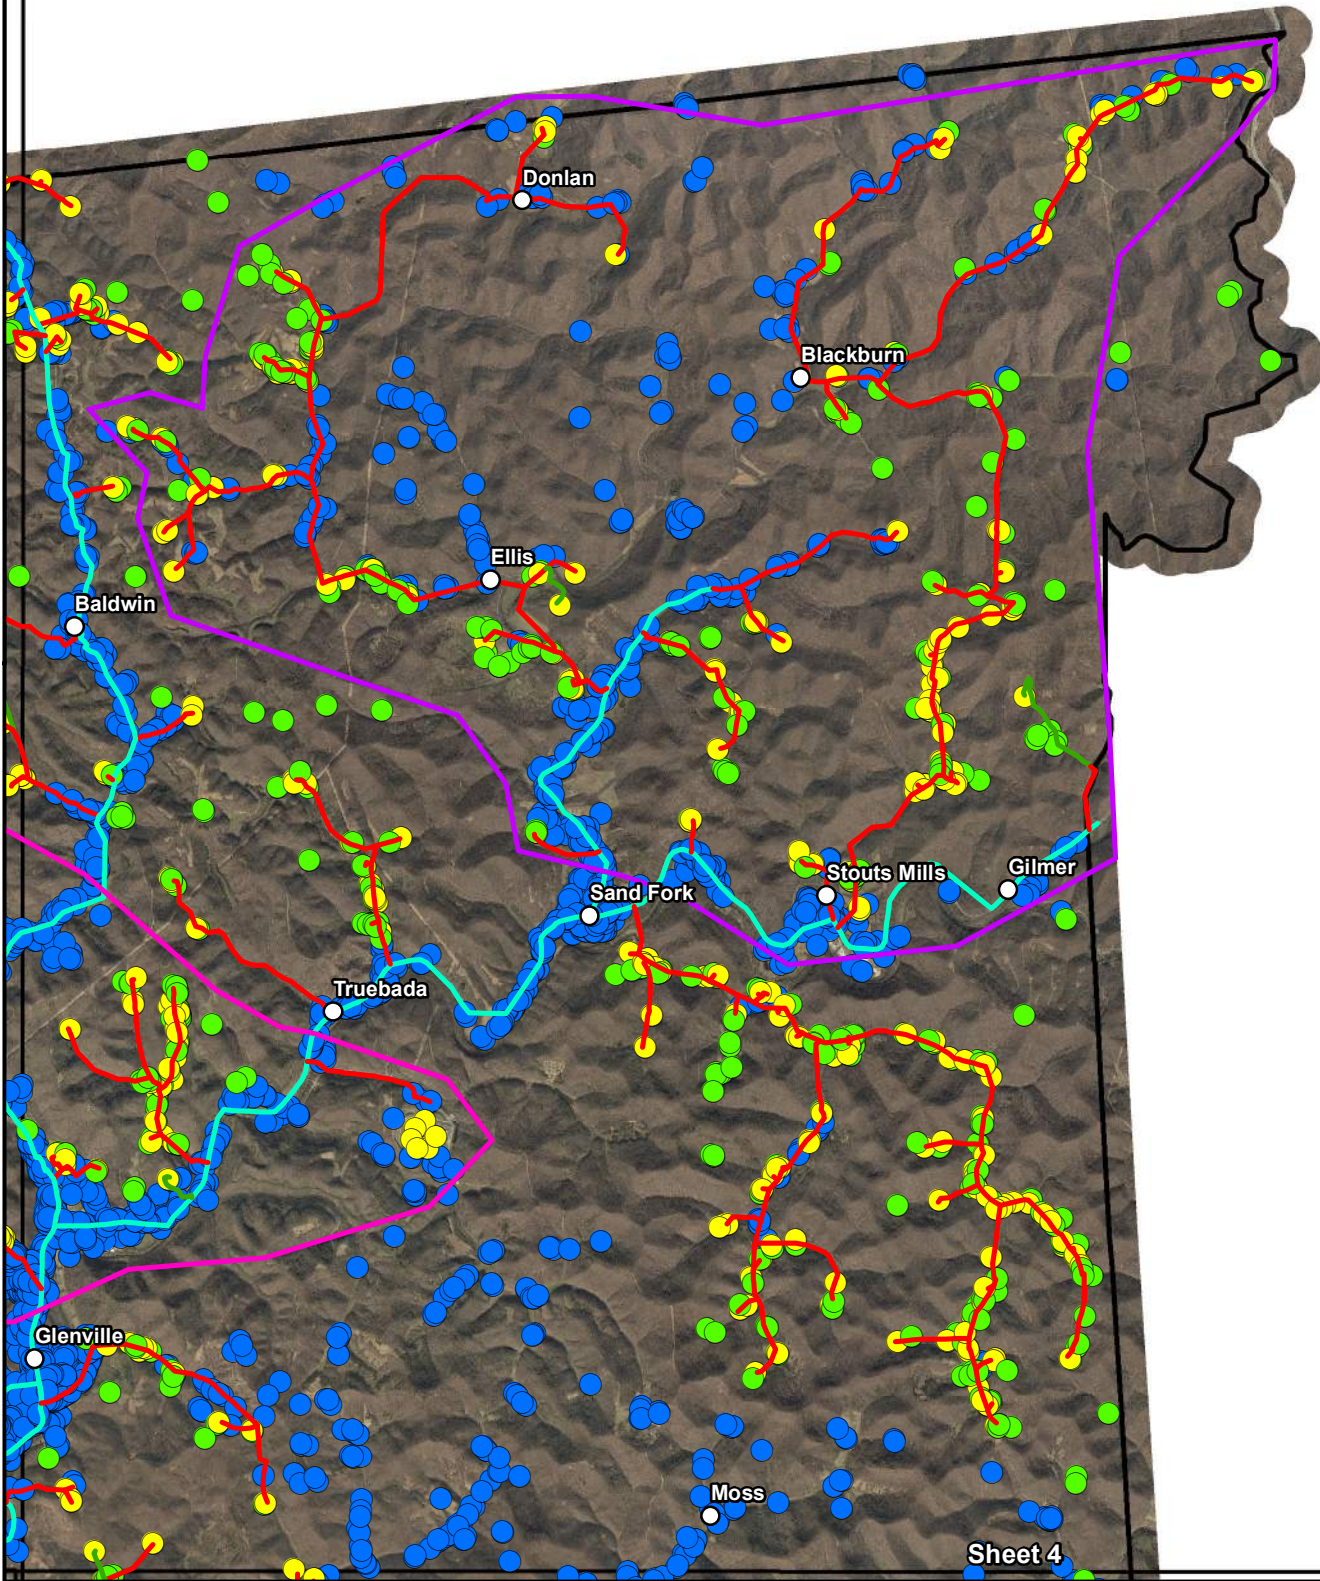 Donlan
Blackburn
Ellis
Baldwin
Stouts Mills
Gilmer
Sand Fork
Truebada
Glenville
Moss
Sheet 4